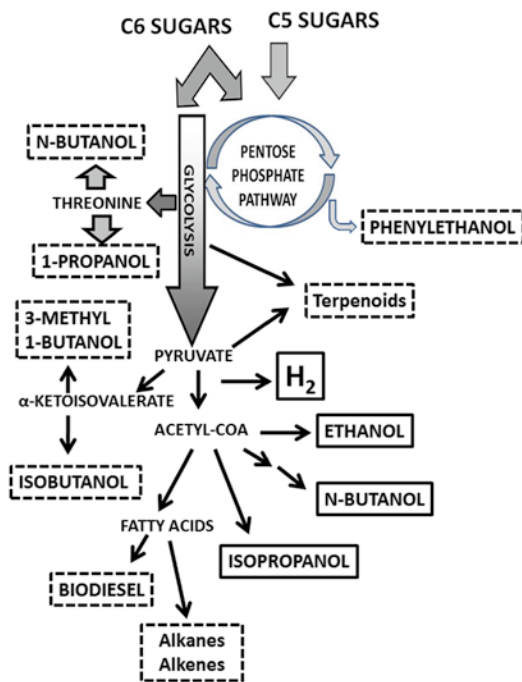 C6 SUGARS
C5 SUGARS
N-BUTANOL
THREONINE
1-PROPANOL
GLYCOLYSIS
PENTOSE
PHOSPHATE
PATHWAY
PHENYLETHANOL
3-METHYL
1-BUTANOL
Terpenoids
PYRUVATE
H2
α-KETOISOVALERATE
ACETYL-COA
ETHANOL
ISOBUTANOL
N-BUTANOL
FATTY ACIDS
ISOPROPANOL
BIODIESEL
Alkanes
Alkenes